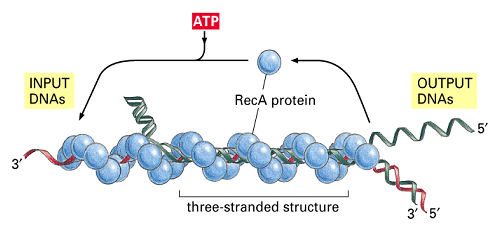 ATP
INPUT
DNAs
OUTPUT
DNAs
RecA protein
5′
3′
three-stranded structure
3′ 5′